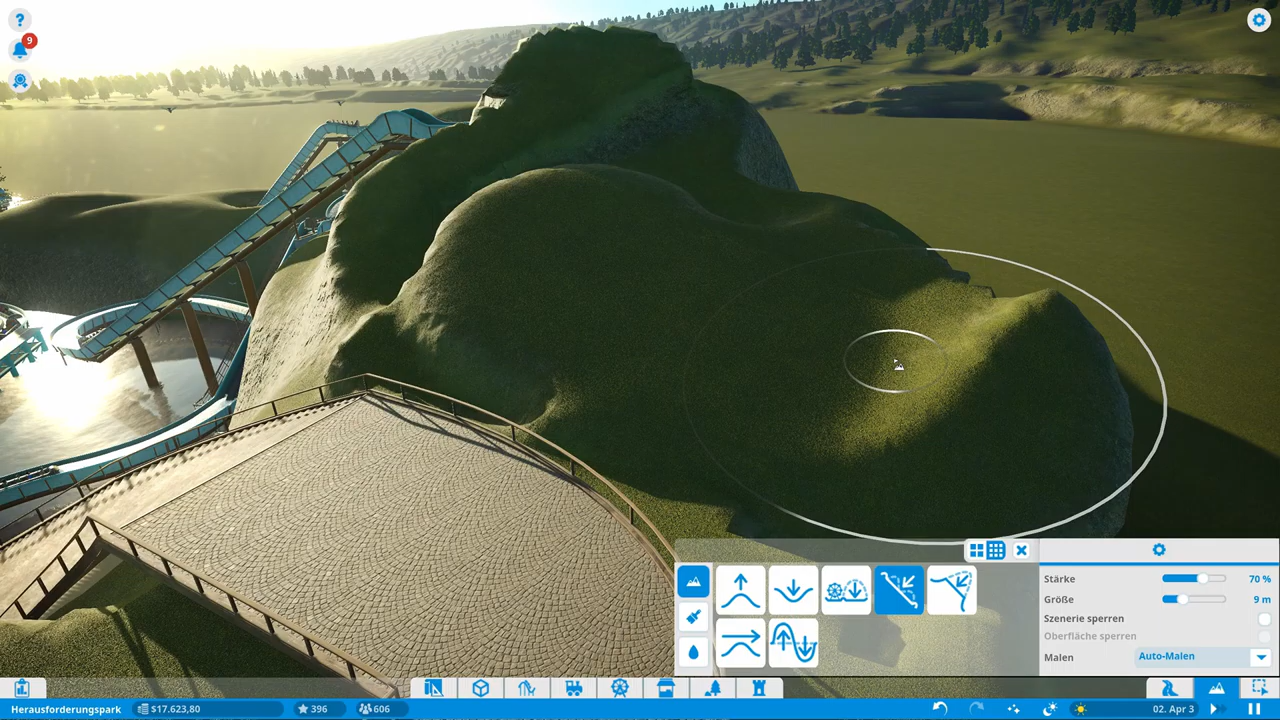 ?
9
Stärke 70 %
Größe 9 m
Szenerie sperren
Oberfläche sperren
Malen Auto-Malen
Herausforderungspark $17.623,80 396 606 02. Apr 3